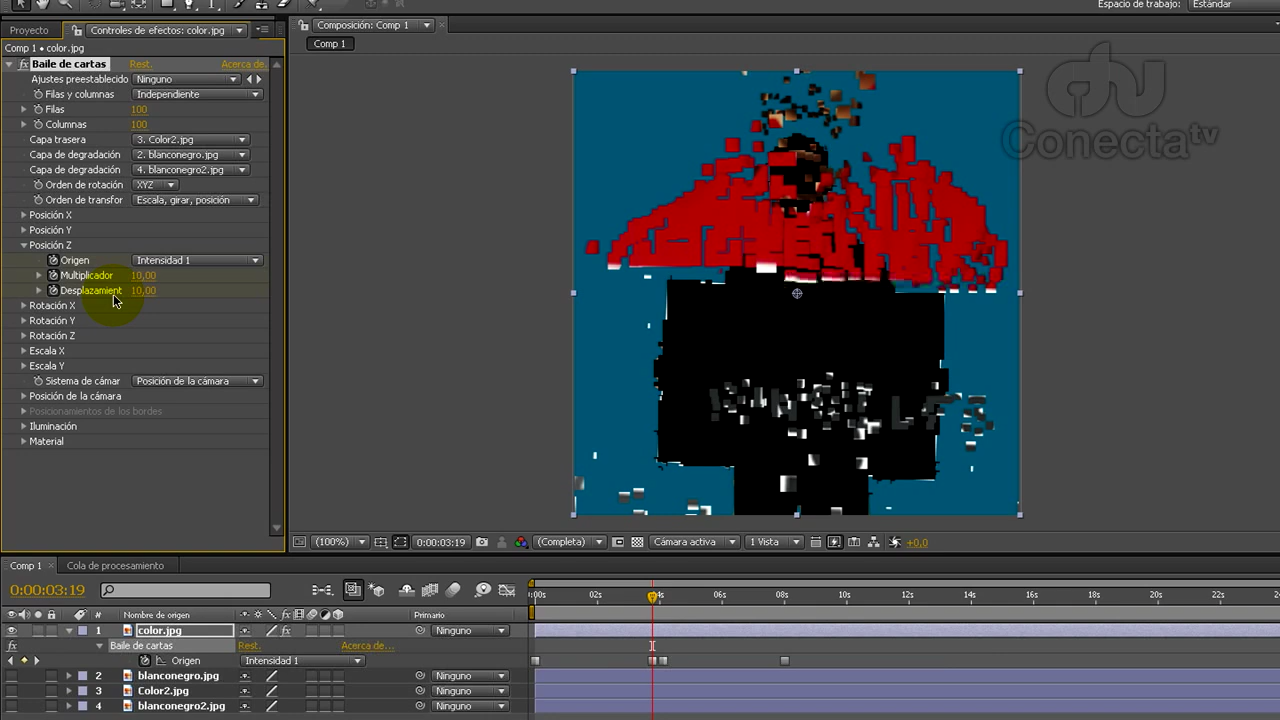 Espacio de trabajo: Estándar
Proyecto Controles de efectos: color.jpg Composición: Comp 1
Comp 1 • color.jpg Comp 1
Baile de cartas Rest. Acerca de.
Ajustes preestablecido Ninguno
Filas y columnas Independiente
Filas 100
Columnas 100
Capa trasera 3. Color2.jpg
Capa de degradación 2. blanconegro.jpg
Capa de degradación 4. blanconegro2.jpg
Orden de rotación XYZ
Orden de transfor Escala, girar, posición
Posición X
Posición Y
Posición Z
Origen Intensidad 1
Multiplicador 10,00
Desplazamient 10,00
Rotación X
Rotación Y
Rotación Z
Escala X
Escala Y
Sistema de cámar Posición de la cámara
Posición de la cámara
Posicionamientos de los bordes
Iluminación
Material
Conecta tv
(100%) 0:00:03:19 (Completa) Cámara activa 1 Vista +0,0
Comp 1 Cola de procesamiento
0:00:03:19
:00s 02s 4s 06s 08s 10s 12s 14s 16s 18s 20s 22s
# Nombre de origen fx Primario
1 color.jpg Ninguno
fx Baile de cartas Rest. Acerca de...
Origen Intensidad 1
2 blanconegro.jpg Ninguno
3 Color2.jpg Ninguno
4 blanconegro2.jpg Ninguno